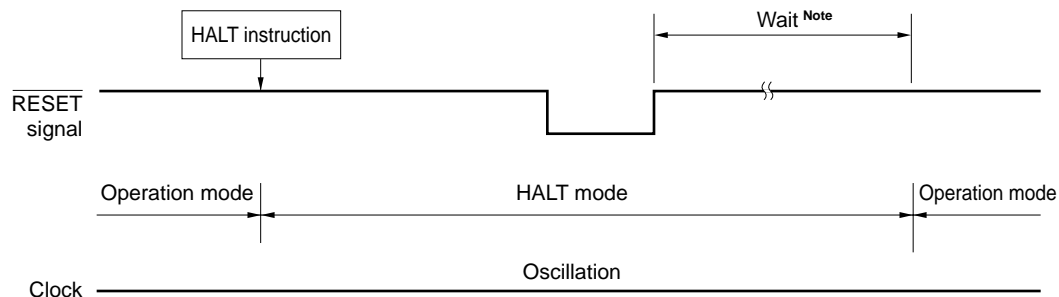 Wait Note
HALT instruction
RESET
signal
Operation mode
HALT mode
Operation mode
Oscillation
Clock